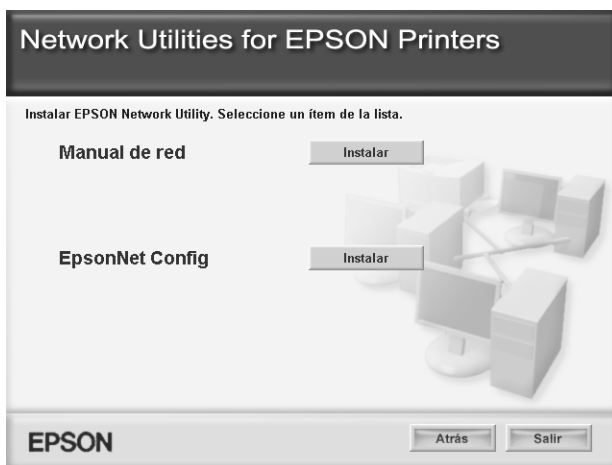 Network Utilities for EPSON Printers
Instalar EPSON Network Utility. Seleccione un ítem de la lista.
Manual de red Instalar
EpsonNet Config Instalar
EPSON Atrás Salir